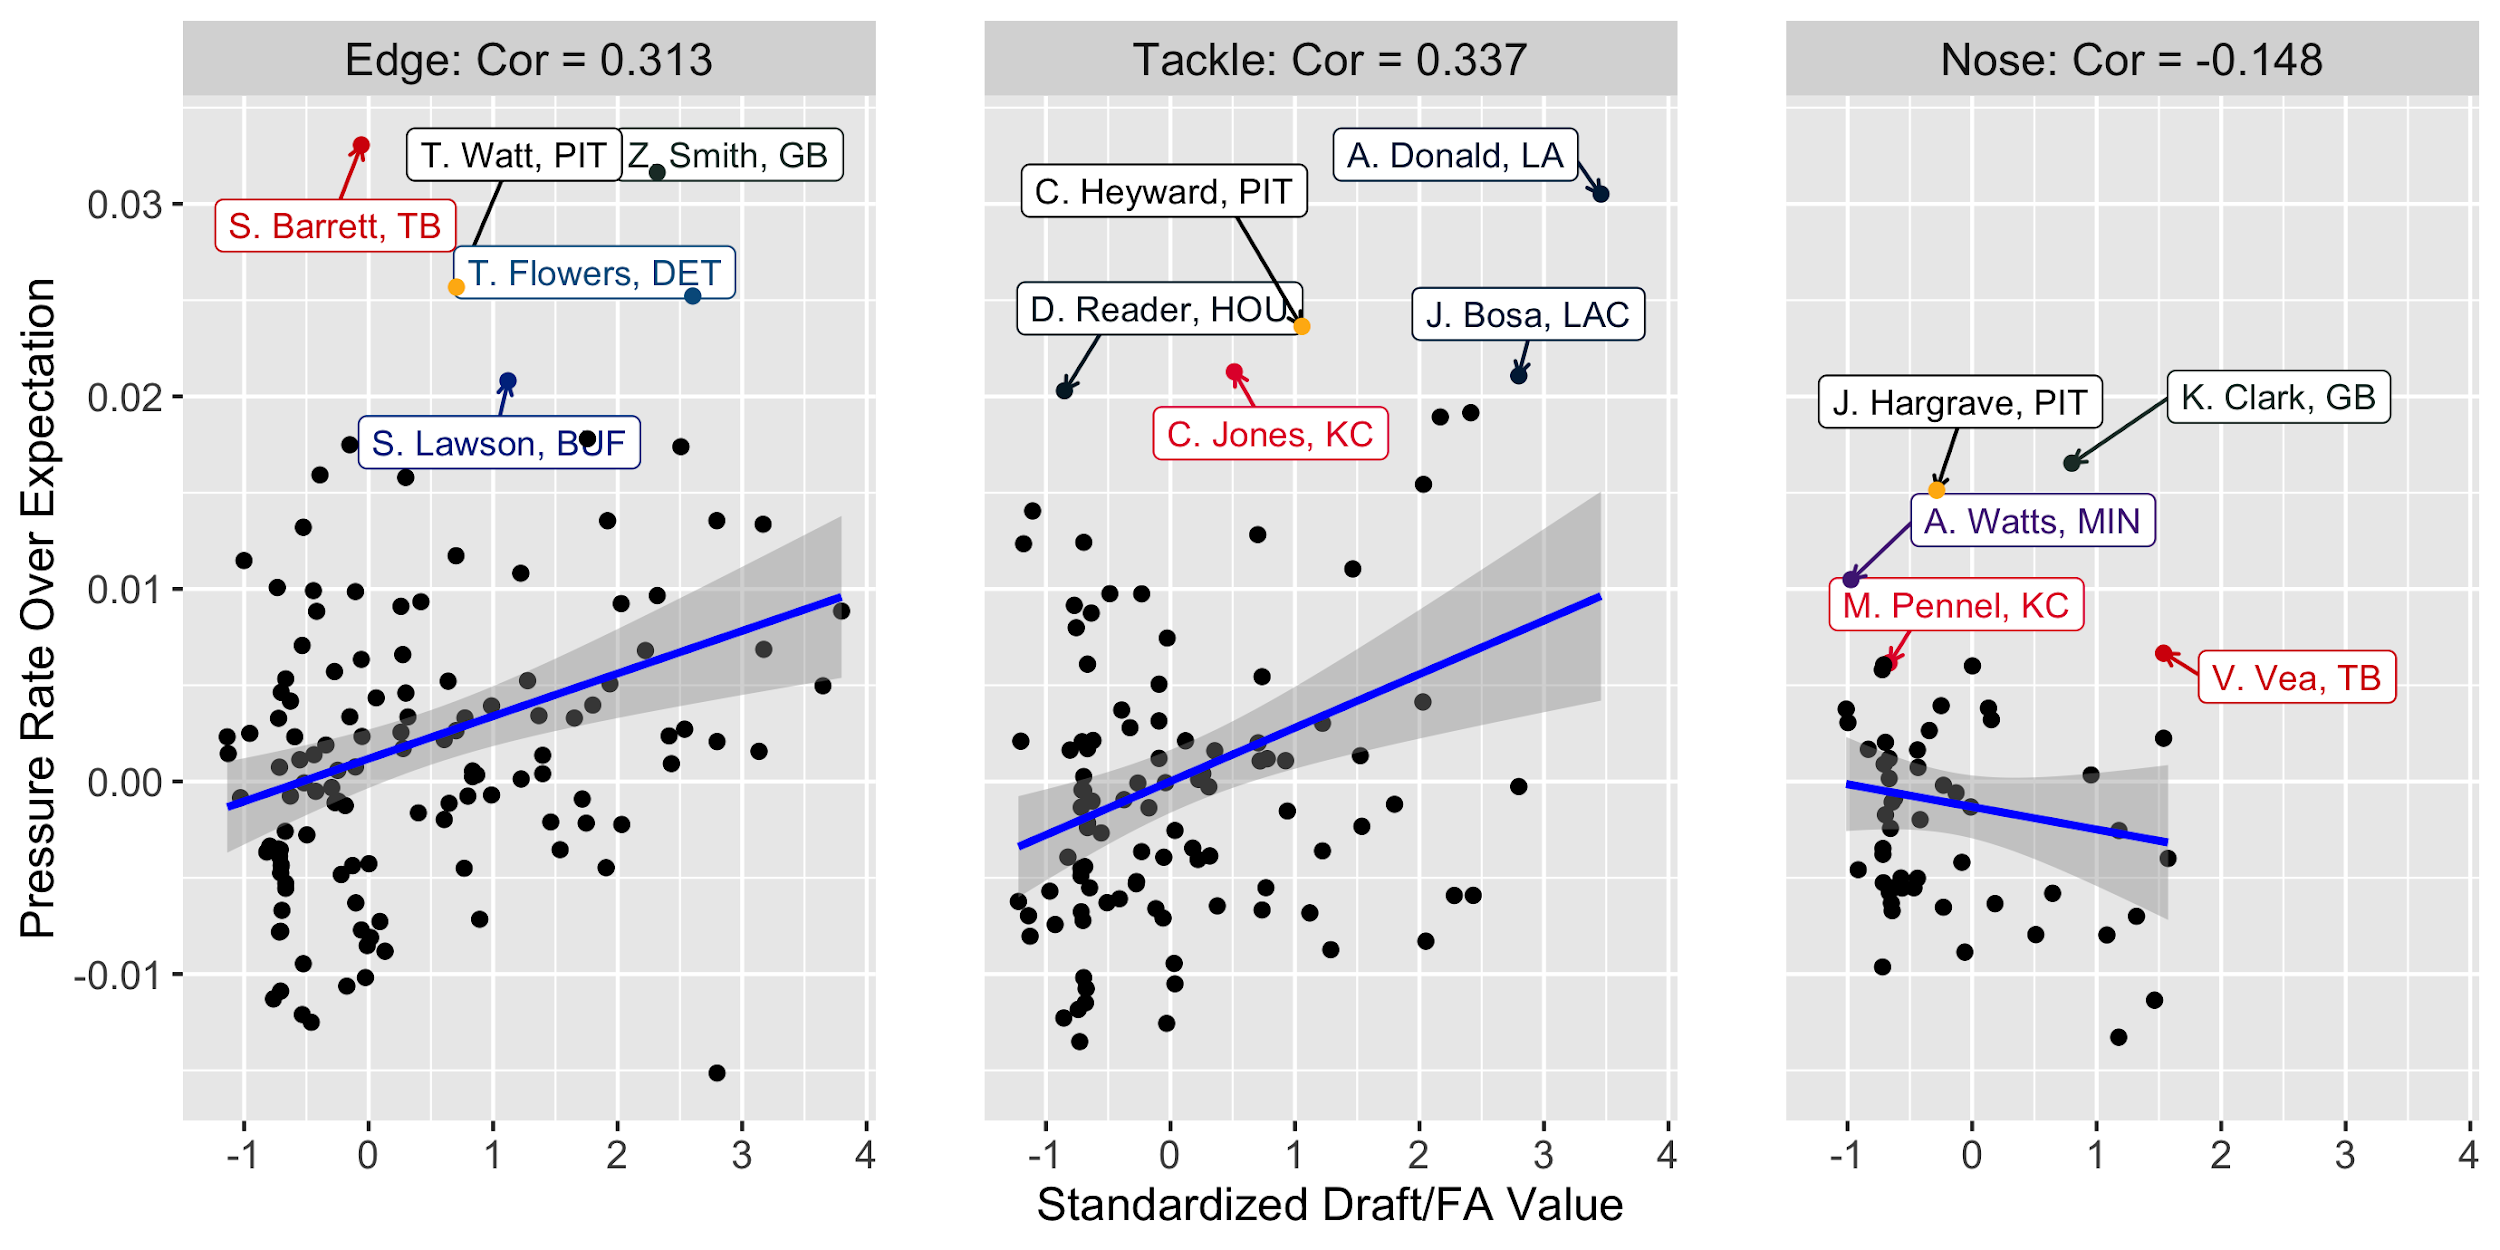 Edge: Cor = 0.313
Tackle: Cor = 0.337
Nose: Cor = -0.148
Pressure Rate Over Expectation
0.03
0.02
0.01
0.00
-0.01
T. Watt, PIT
Z. Smith, GB
S. Barrett, TB
T. Flowers, DET
S. Lawson, BUF
A. Donald, LA
C. Heyward, PIT
D. Reader, HOU
J. Bosa, LAC
C. Jones, KC
J. Hargrave, PIT
K. Clark, GB
A. Watts, MIN
M. Pennel, KC
V. Vea, TB
-1 0 1 2 3 4
-1 0 1 2 3 4
-1 0 1 2 3 4
Standardized Draft/FA Value